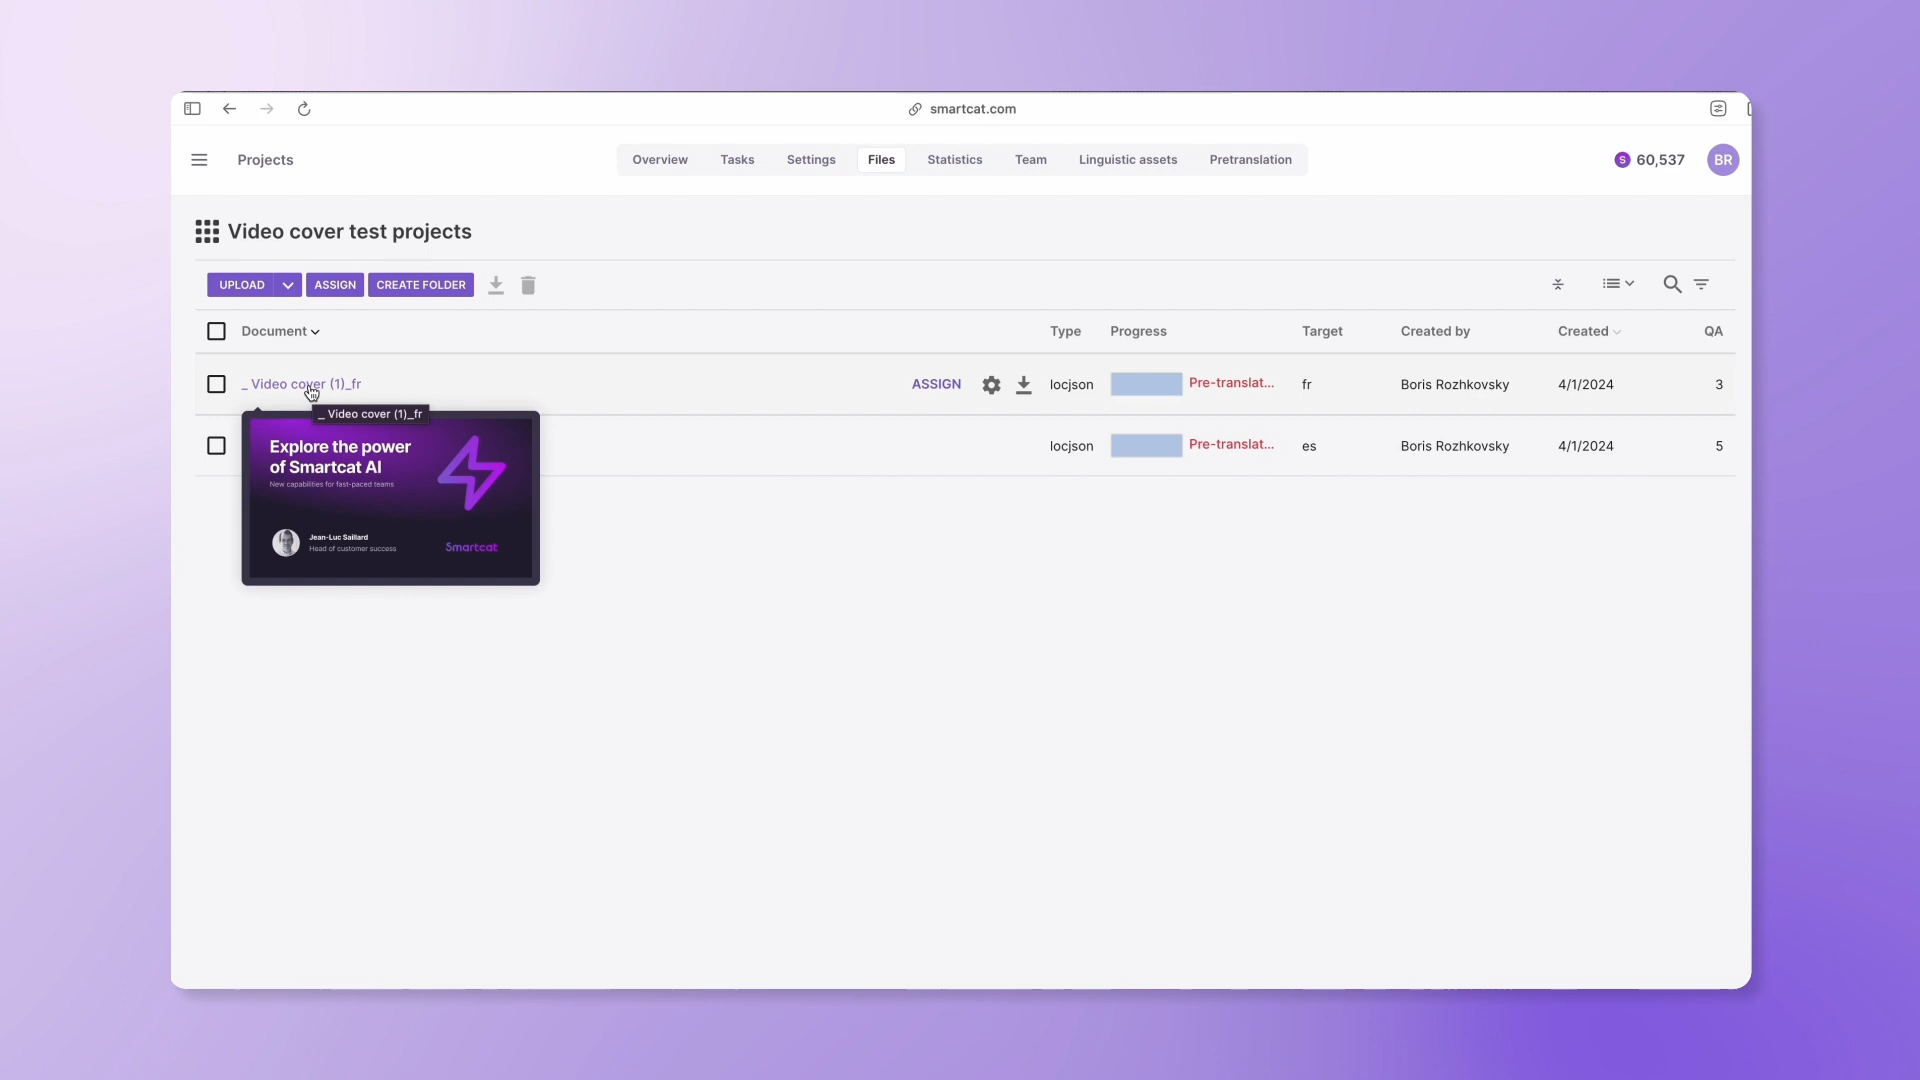 smartcat.com
Projects
Overview Tasks Settings Files Statistics Team Linguistic assets Pretranslation
S 60,537 BR
Video cover test projects
UPLOAD ASSIGN CREATE FOLDER
Document Type Progress Target Created by Created QA
_ Video cover (1)_fr ASSIGN locjson Pre-translat... fr Boris Rozhkovsky 4/1/2024 3
_ Video cover (1)_fr
locjson Pre-translat... es Boris Rozhkovsky 4/1/2024 5
Explore the power
of Smartcat AI
New capabilities for fast-paced teams
Jean-Luc Saillard
Head of customer success
Smartcat